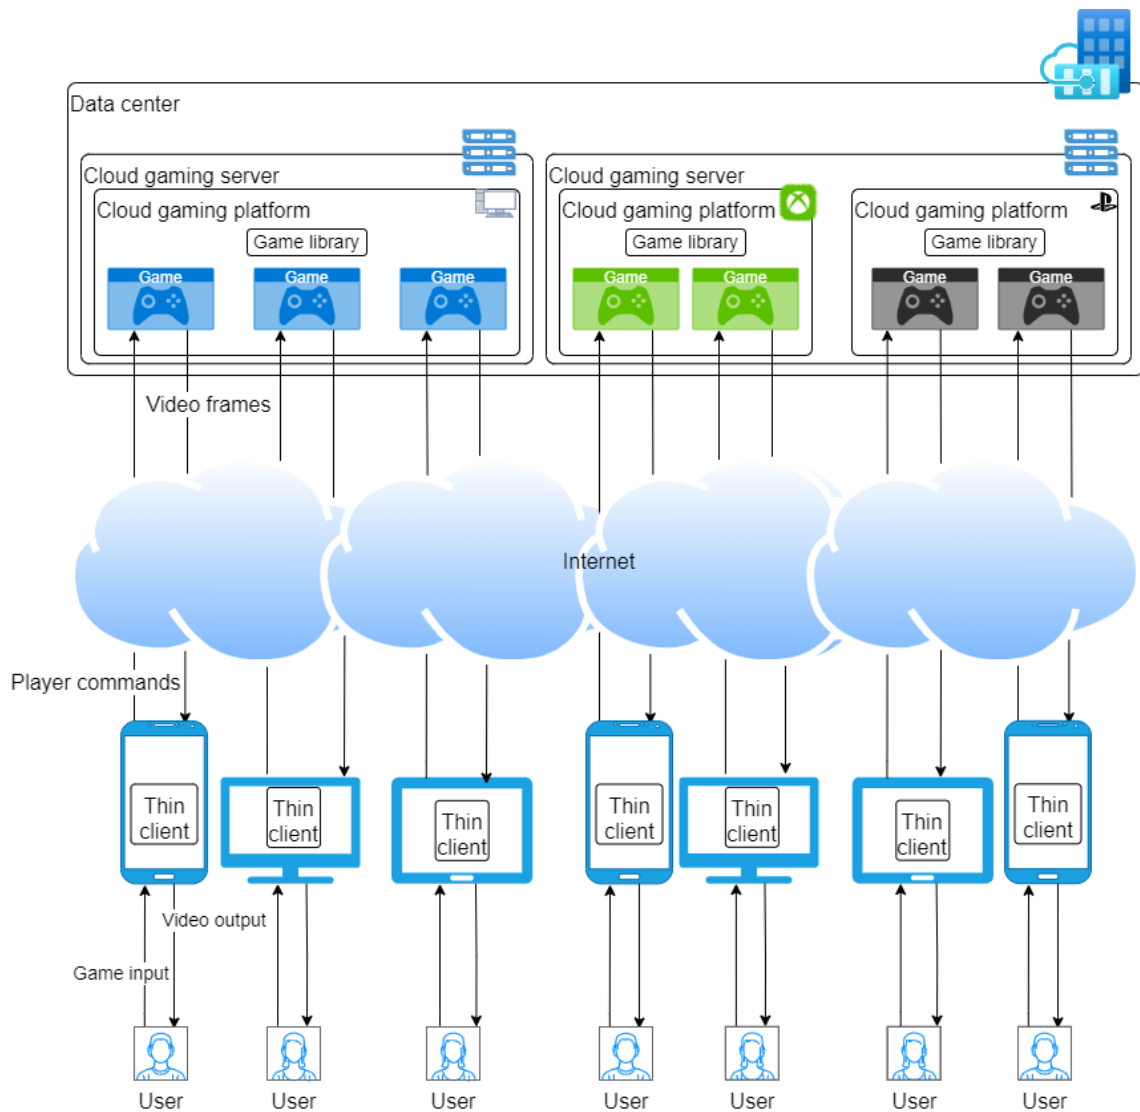 Data center
Cloud gaming server
Cloud gaming server
Cloud gaming platform
Cloud gaming platform
Cloud gaming platform
Game library
Game library
Game library
Game
Game
Game
Game
Game
Game
Game
Video frames
Internet
Player commands
Thin
client
Thin
client
Thin
client
Thin
client
Thin
client
Thin
client
Thin
client
Video output
Game input
User
User
User
User
User
User
User